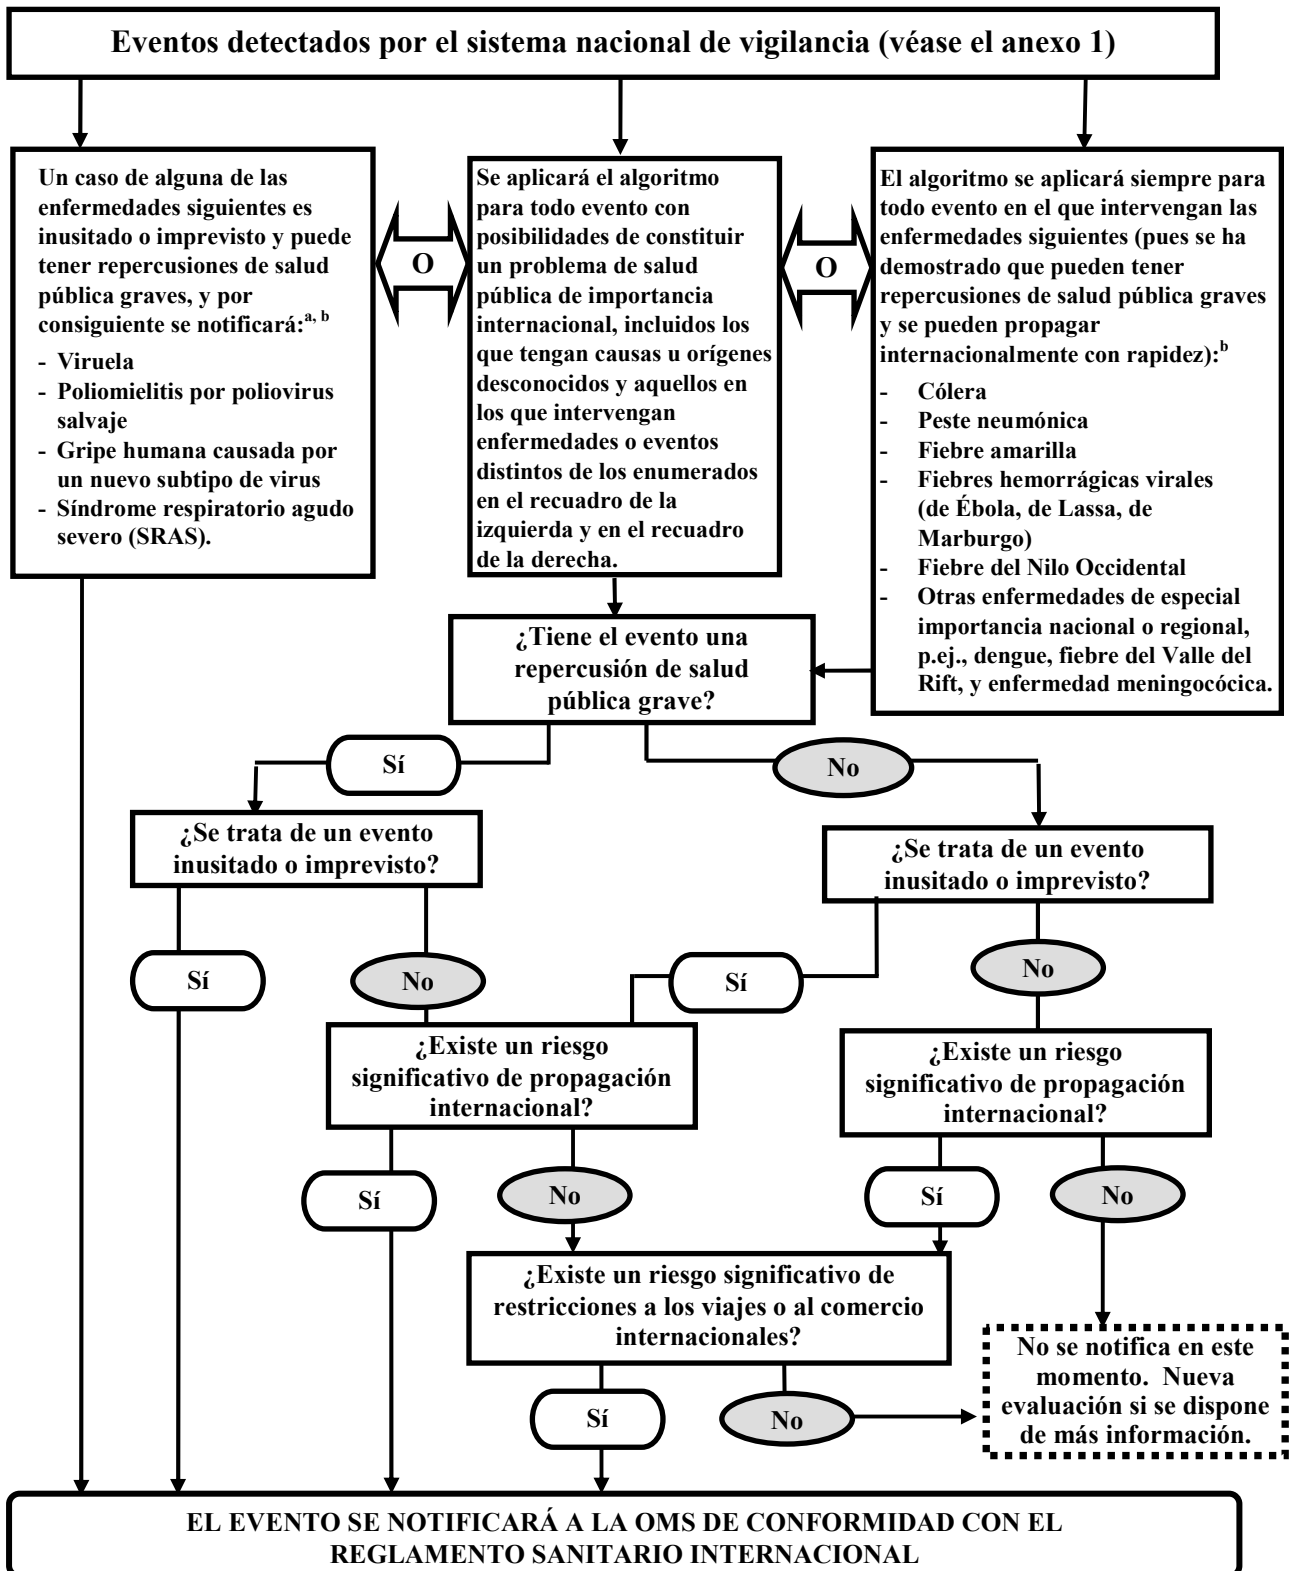 Eventos detectados por el sistema nacional de vigilancia (véase el anexo 1)
Un caso de alguna de las
enfermedades siguientes es
inusitado o imprevisto y puede
tener repercusiones de salud
pública graves, y por
consiguiente se notificará:a, b
- Viruela
- Poliomielitis por poliovirus
salvaje
- Gripe humana causada por
un nuevo subtipo de virus
- Síndrome respiratorio agudo
severo (SRAS).
O
Se aplicará el algoritmo
para todo evento con
posibilidades de constituir
un problema de salud
pública de importancia
internacional, incluidos los
que tengan causas u orígenes
desconocidos y aquellos en
los que intervengan
enfermedades o eventos
distintos de los enumerados
en el recuadro de la
izquierda y en el recuadro
de la derecha.
O
El algoritmo se aplicará siempre para
todo evento en el que intervengan las
enfermedades siguientes (pues se ha
demostrado que pueden tener
repercusiones de salud pública graves
y se pueden propagar
internacionalmente con rapidez):b
- Cólera
- Peste neumónica
- Fiebre amarilla
- Fiebres hemorrágicas virales
(de Ébola, de Lassa, de
Marburgo)
- Fiebre del Nilo Occidental
- Otras enfermedades de especial
importancia nacional o regional,
p.ej., dengue, fiebre del Valle del
Rift, y enfermedad meningocócica.
¿Tiene el evento una
repercusión de salud
pública grave?
Sí
No
¿Se trata de un evento
inusitado o imprevisto?
¿Se trata de un evento
inusitado o imprevisto?
Sí
No
Sí
No
¿Existe un riesgo
significativo de propagación
internacional?
¿Existe un riesgo
significativo de propagación
internacional?
Sí
No
Sí
No
¿Existe un riesgo significativo de
restricciones a los viajes o al comercio
internacionales?
No se notifica en este
momento. Nueva
evaluación si se dispone
de más información.
Sí
No
EL EVENTO SE NOTIFICARÁ A LA OMS DE CONFORMIDAD CON EL
REGLAMENTO SANITARIO INTERNACIONAL